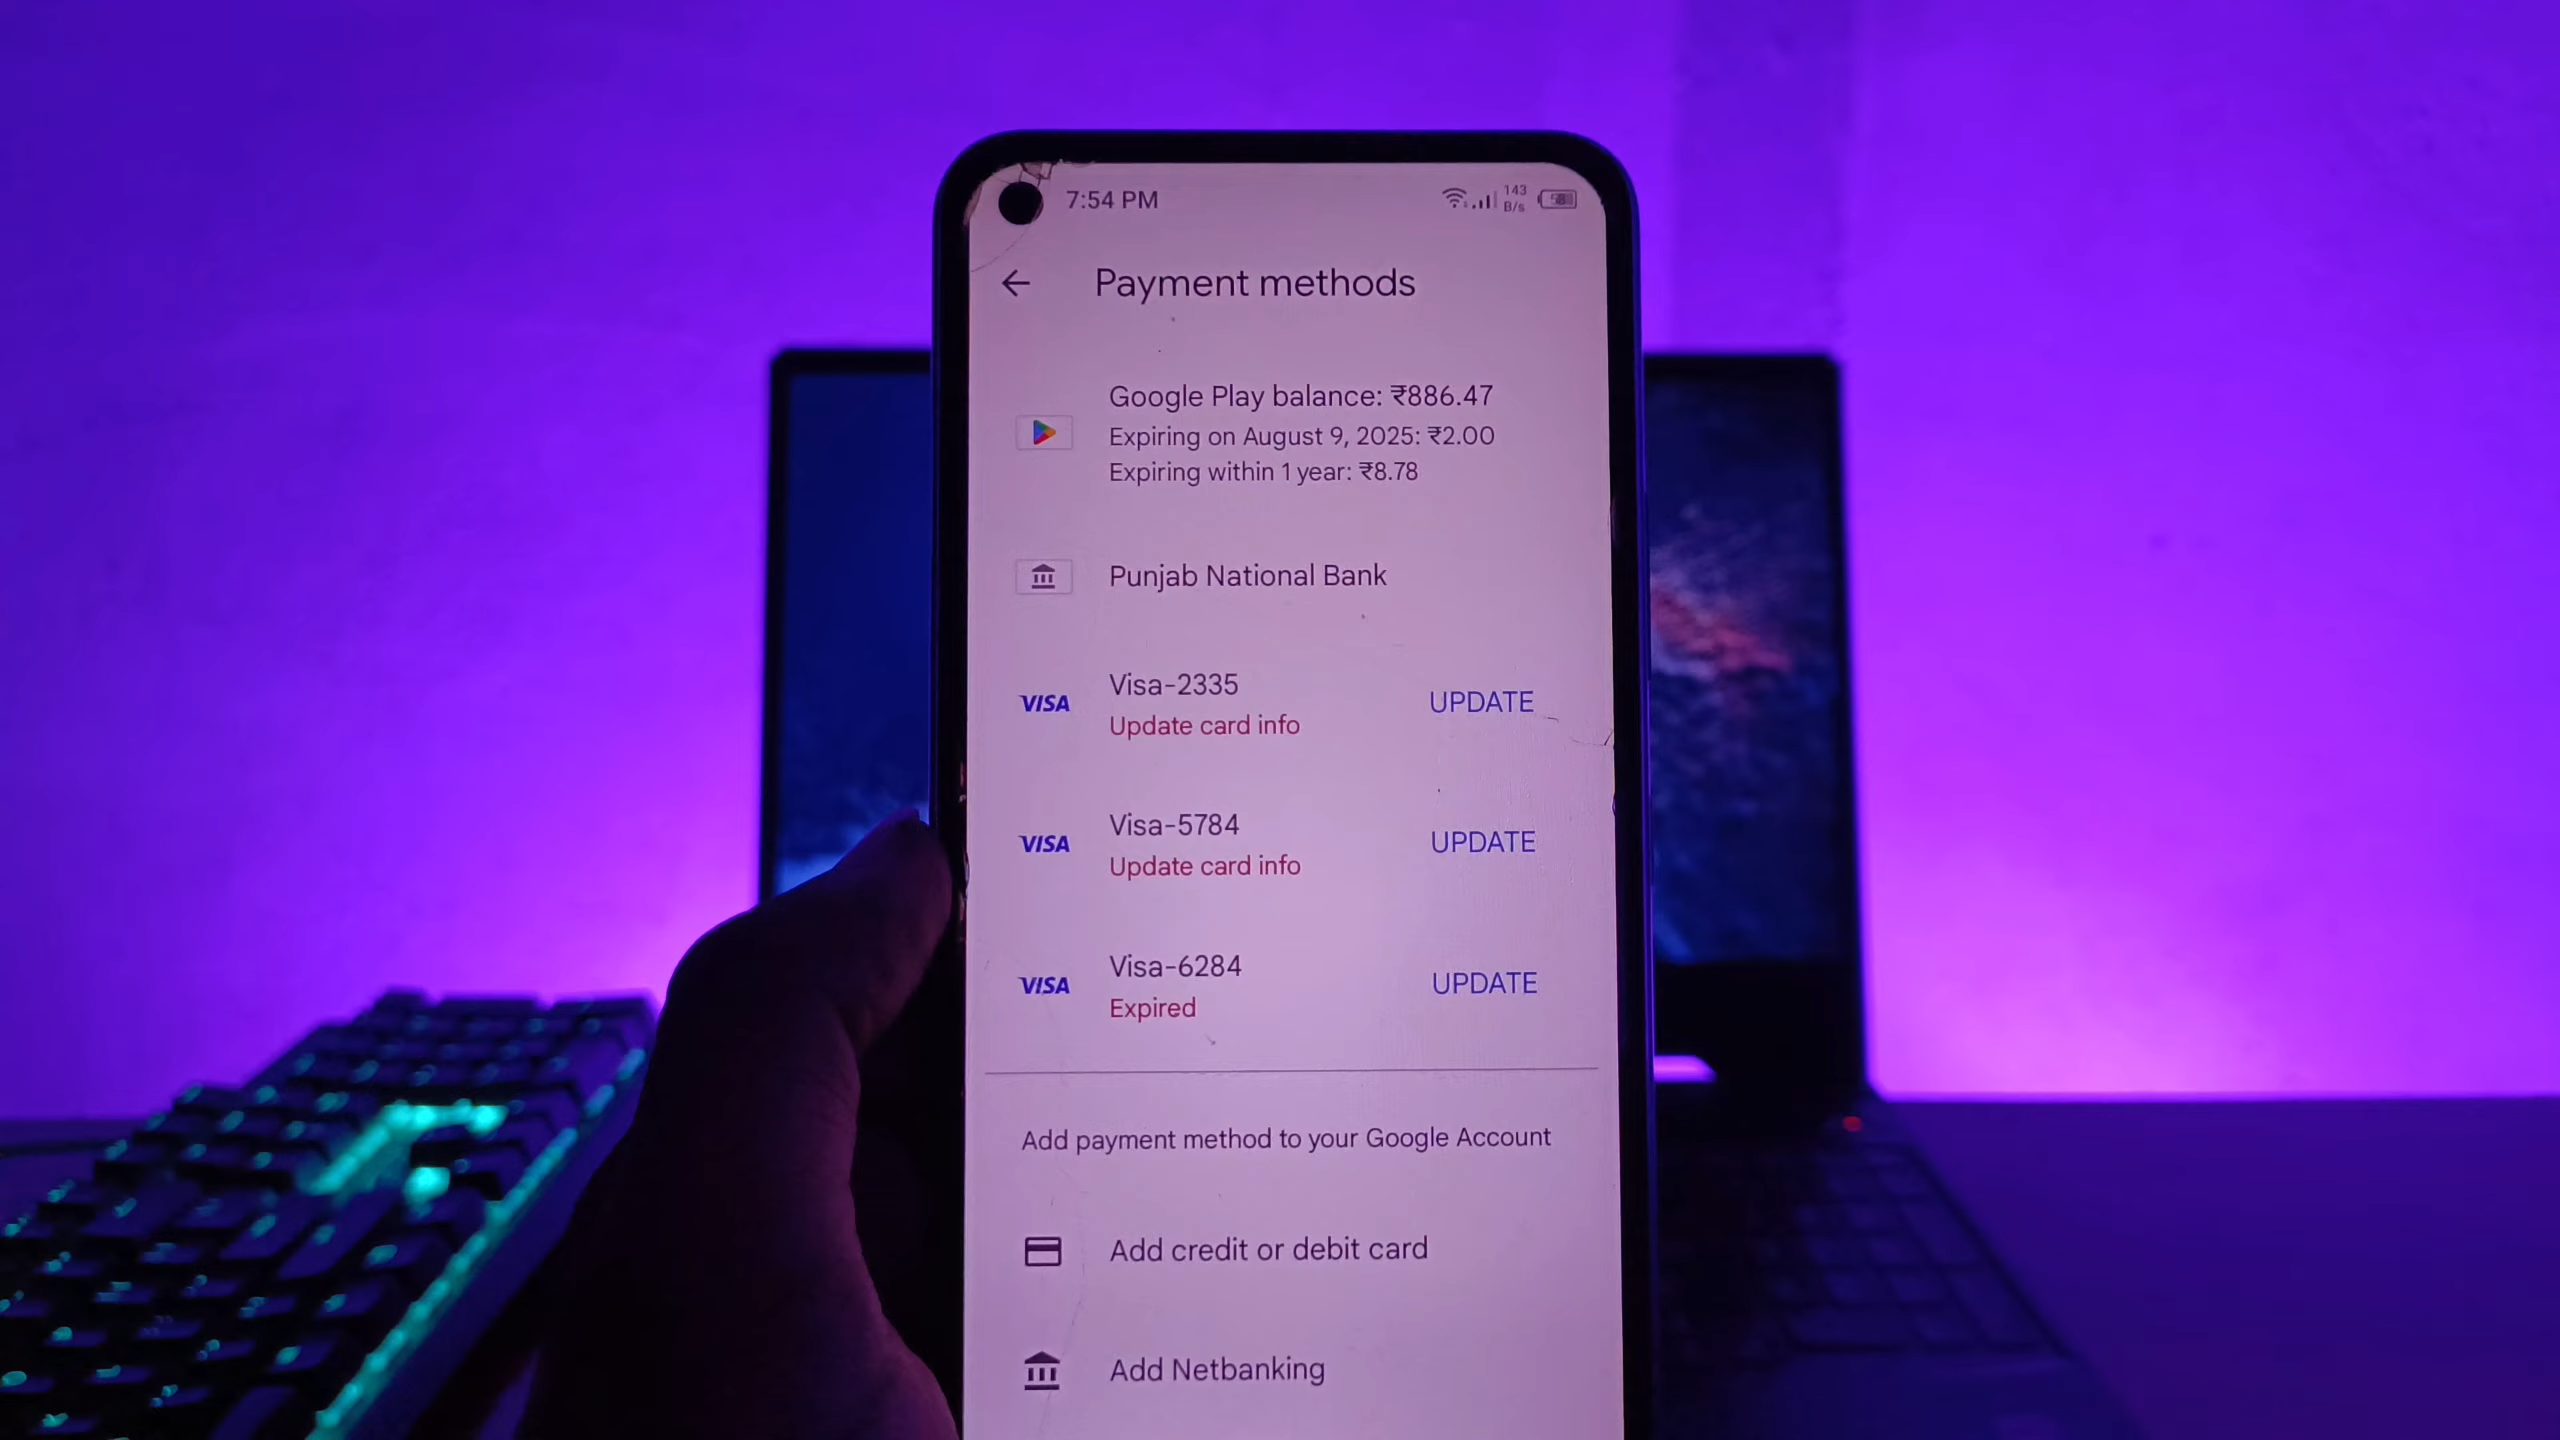 7:54 PM
143
B/s
58
Payment methods
Google Play balance: ₹886.47
Expiring on August 9, 2025: ₹2.00
Expiring within 1 year: ₹8.78
Punjab National Bank
VISA
Visa-2335
Update card info
UPDATE
VISA
Visa-5784
Update card info
UPDATE
VISA
Visa-6284
Expired
UPDATE
Add payment method to your Google Account
Add credit or debit card
Add Netbanking